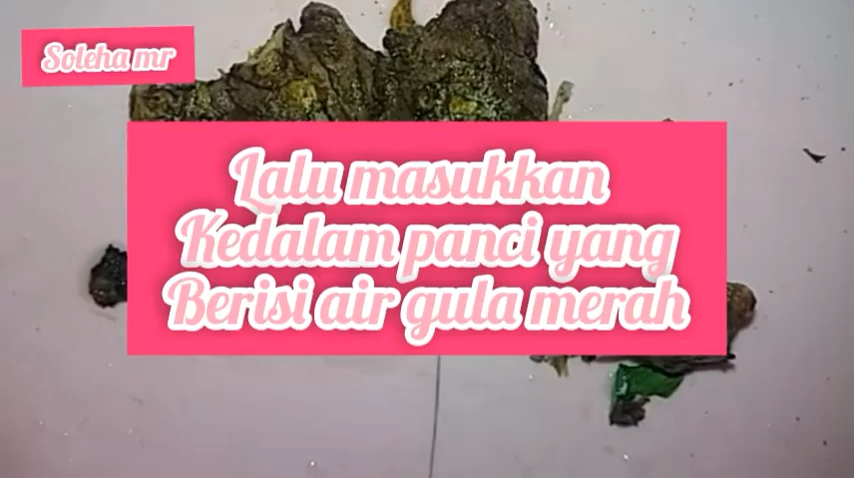 Soleha mr
Lalu masukkan
Kedalam panci yang
Berisi air gula merah